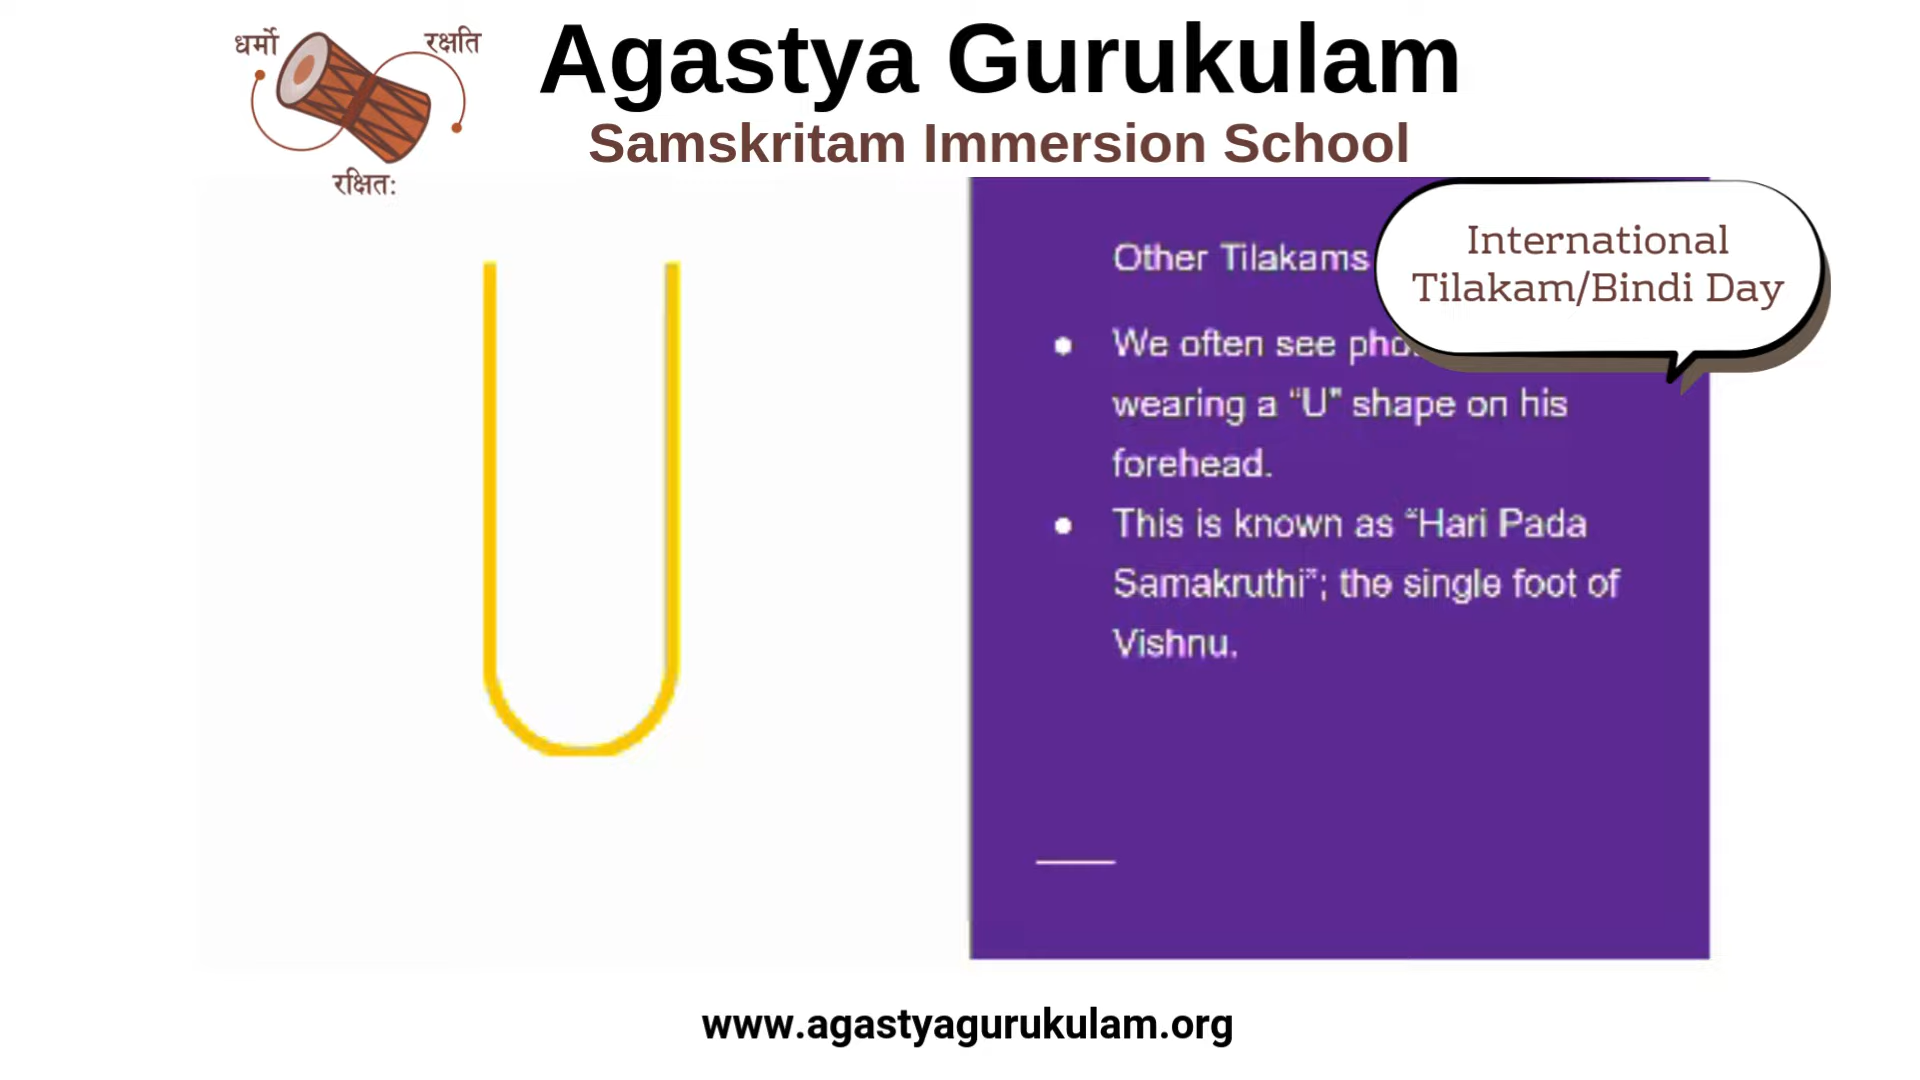 धर्मो
रक्षति
रक्षितः
Agastya Gurukulam
Samskritam Immersion School
International
Tilakam/Bindi Day
Other Tilakams
We often see
wearing a “U” shape on his
forehead.
This is known as “Hari Pada
Samakruthi”; the single foot of
Vishnu.
www.agastyagurukulam.org